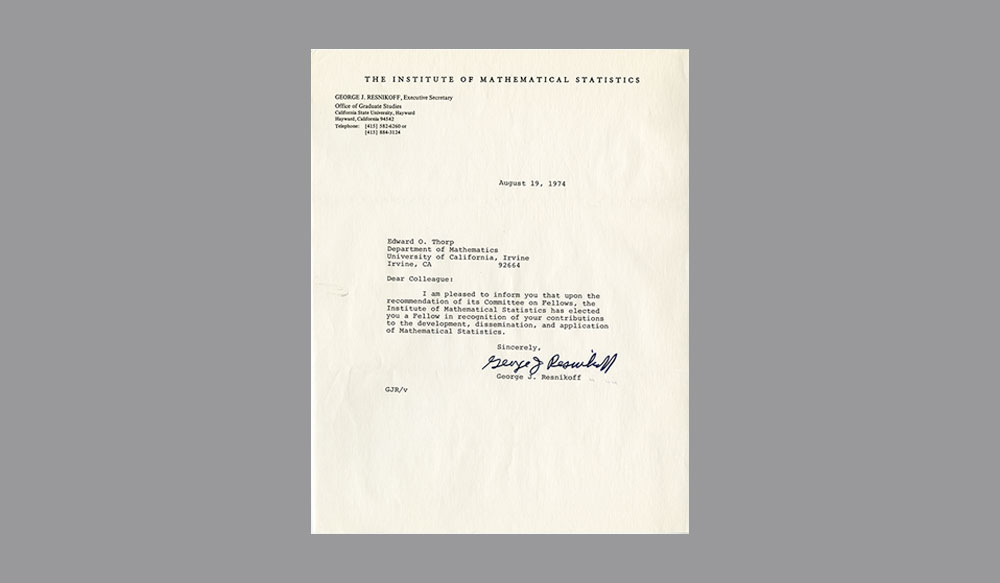 THE INSTITUTE OF MATHEMATICAL STATISTICS
GEORGE J. RESNIKOFF, Executive Secretary
Office of Graduate Studies
California State University, Hayward
Hayward, California 94542
Telephone: [415] 582-6260 or
[415] 884-3124
August 19, 1974
Edward O. Thorp
Department of Mathematics
University of California, Irvine
Irvine, CA 92664
Dear Colleague:
I am pleased to inform you that upon the
recommendation of its Committee on Fellows, the
Institute of Mathematical Statistics has elected
you a Fellow in recognition of your contributions
to the development, dissemination, and application
of Mathematical Statistics.
Sincerely,
George J Resnikoff
George J. Resnikoff
GJR/v